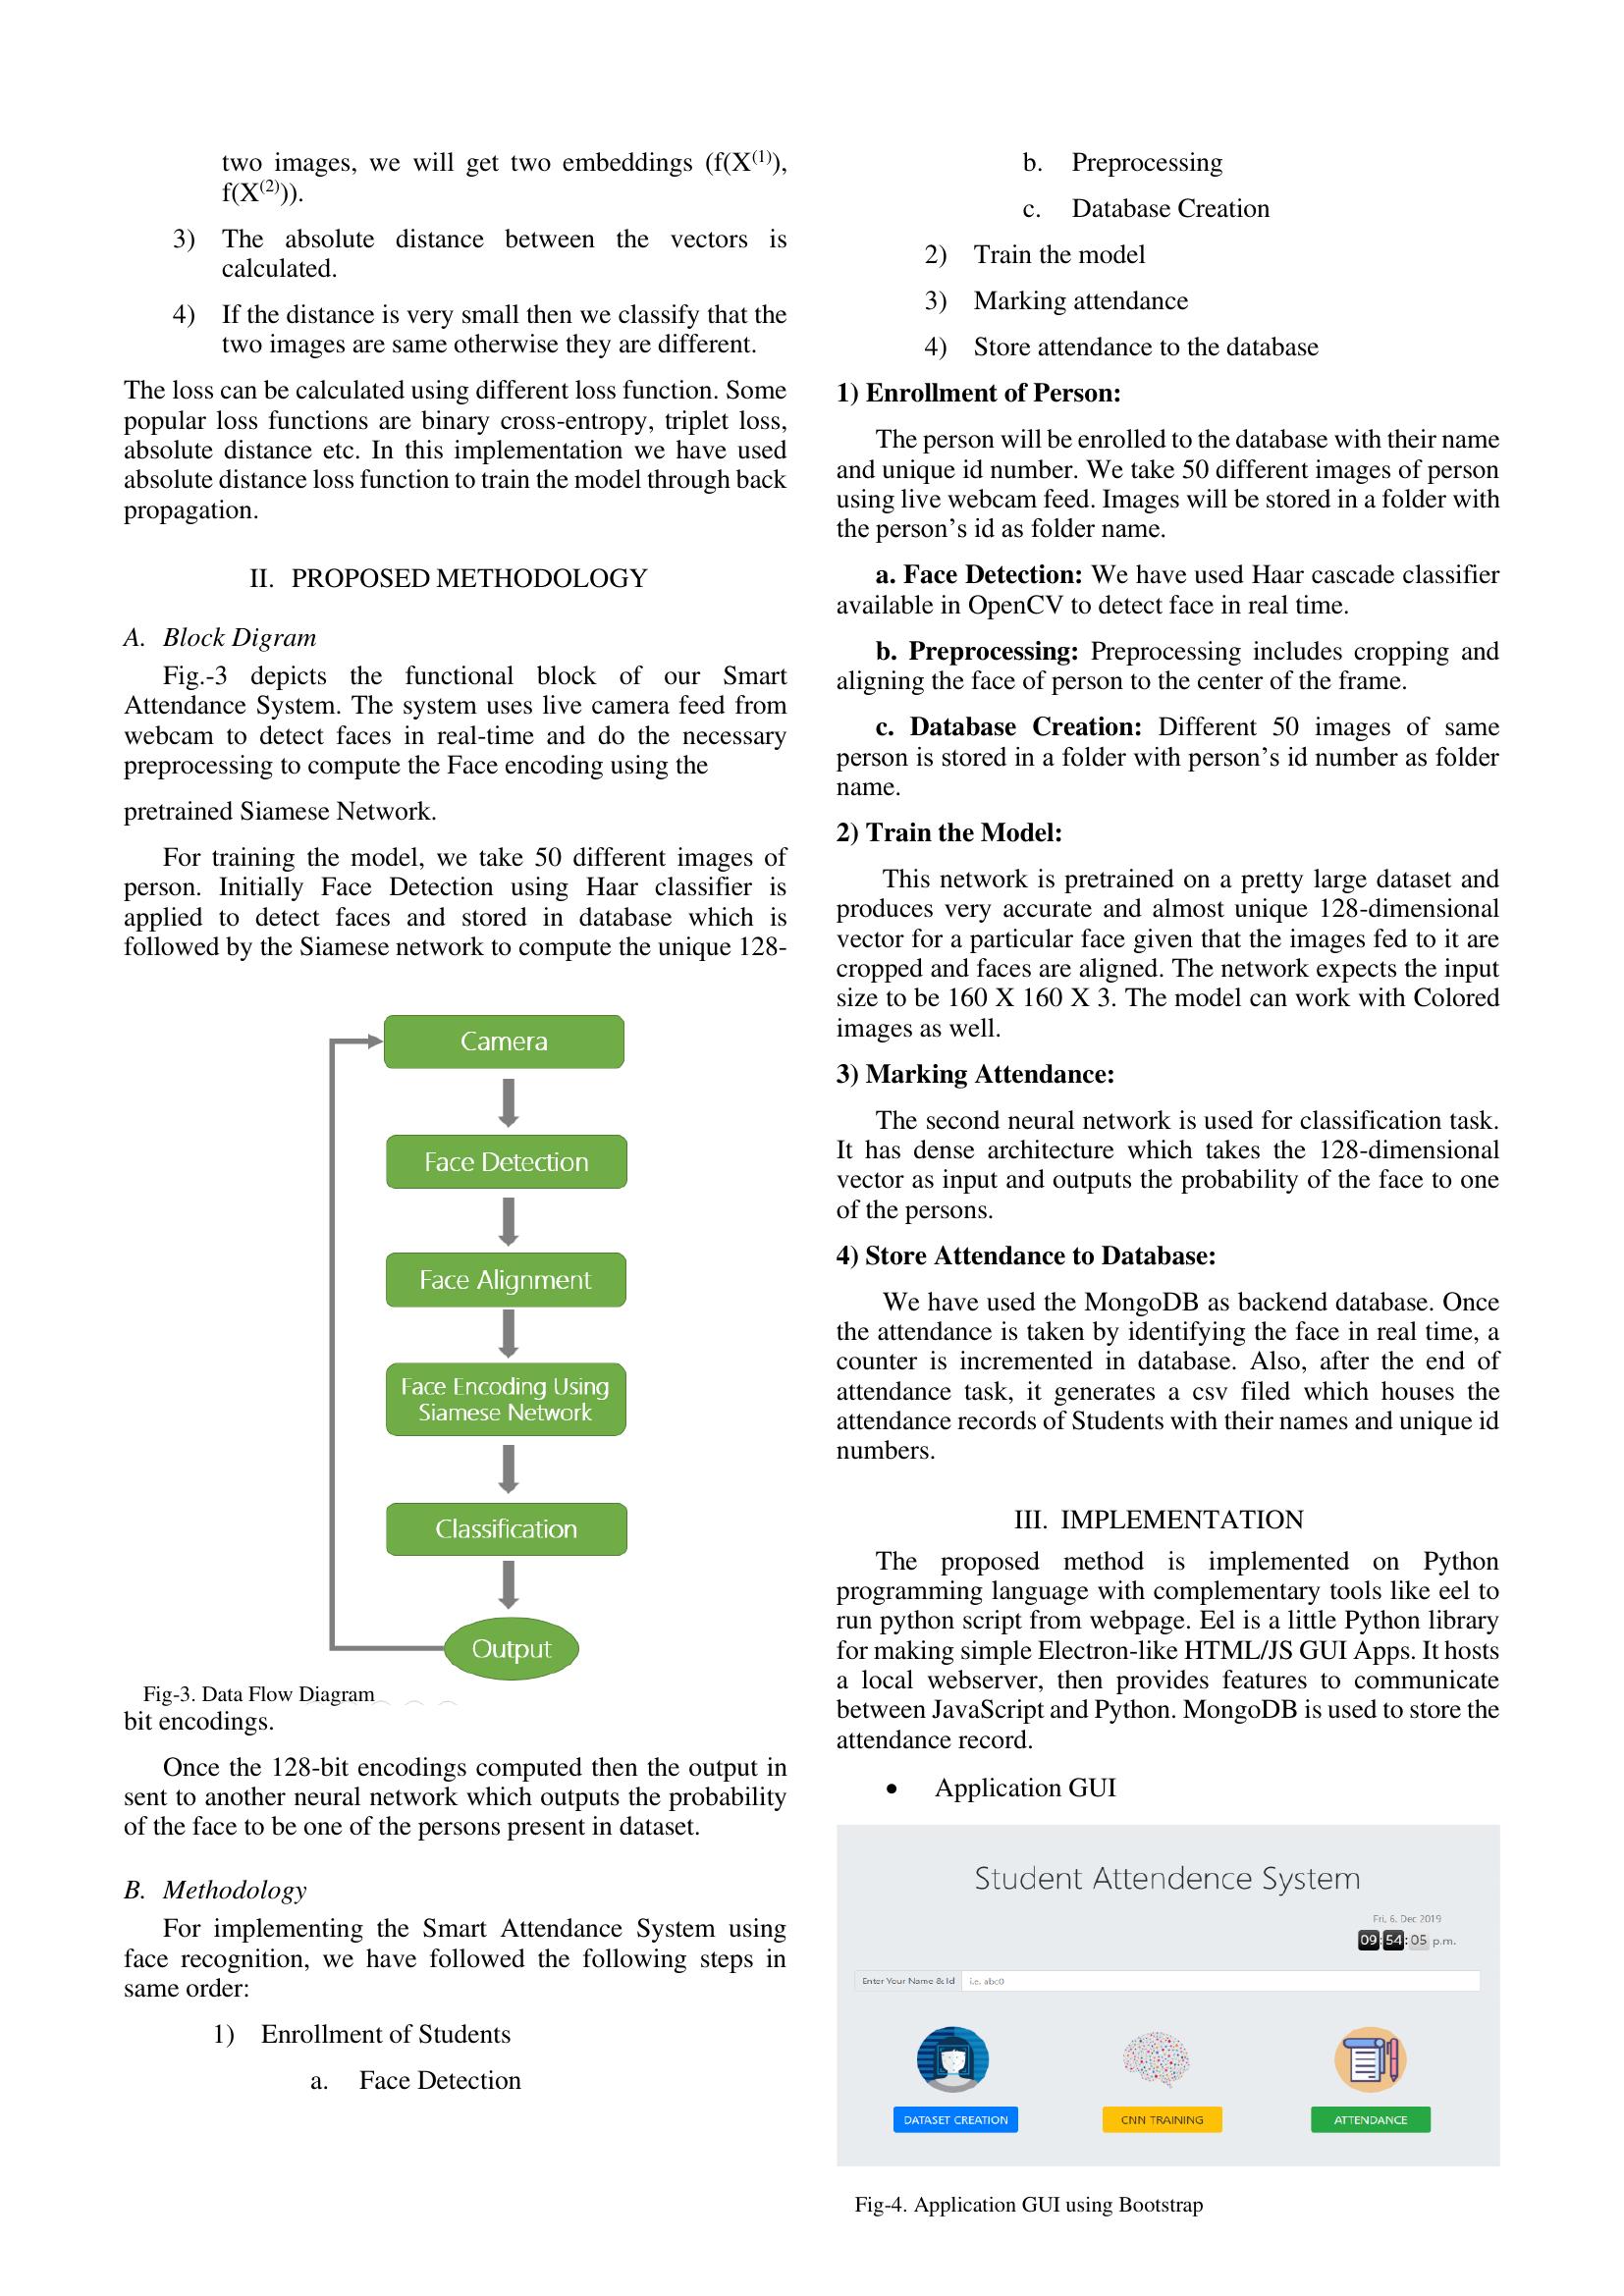 two images, we will get two embeddings (f(X⁽¹⁾),
f(X⁽²⁾)).
3) The absolute distance between the vectors is
calculated.
4) If the distance is very small then we classify that the
two images are same otherwise they are different.
The loss can be calculated using different loss function. Some
popular loss functions are binary cross-entropy, triplet loss,
absolute distance etc. In this implementation we have used
absolute distance loss function to train the model through back
propagation.
II. PROPOSED METHODOLOGY
A. Block Digram
Fig.-3 depicts the functional block of our Smart
Attendance System. The system uses live camera feed from
webcam to detect faces in real-time and do the necessary
preprocessing to compute the Face encoding using the
pretrained Siamese Network.
For training the model, we take 50 different images of
person. Initially Face Detection using Haar classifier is
applied to detect faces and stored in database which is
followed by the Siamese network to compute the unique 128-
Camera
Face Detection
Face Alignment
Face Encoding Using
Siamese Network
Classification
Output
Fig-3. Data Flow Diagram
bit encodings.
Once the 128-bit encodings computed then the output in
sent to another neural network which outputs the probability
of the face to be one of the persons present in dataset.
B. Methodology
For implementing the Smart Attendance System using
face recognition, we have followed the following steps in
same order:
1) Enrollment of Students
a. Face Detection
b. Preprocessing
c. Database Creation
2) Train the model
3) Marking attendance
4) Store attendance to the database
1) Enrollment of Person:
The person will be enrolled to the database with their name
and unique id number. We take 50 different images of person
using live webcam feed. Images will be stored in a folder with
the person’s id as folder name.
a. Face Detection: We have used Haar cascade classifier
available in OpenCV to detect face in real time.
b. Preprocessing: Preprocessing includes cropping and
aligning the face of person to the center of the frame.
c. Database Creation: Different 50 images of same
person is stored in a folder with person’s id number as folder
name.
2) Train the Model:
This network is pretrained on a pretty large dataset and
produces very accurate and almost unique 128-dimensional
vector for a particular face given that the images fed to it are
cropped and faces are aligned. The network expects the input
size to be 160 X 160 X 3. The model can work with Colored
images as well.
3) Marking Attendance:
The second neural network is used for classification task.
It has dense architecture which takes the 128-dimensional
vector as input and outputs the probability of the face to one
of the persons.
4) Store Attendance to Database:
We have used the MongoDB as backend database. Once
the attendance is taken by identifying the face in real time, a
counter is incremented in database. Also, after the end of
attendance task, it generates a csv filed which houses the
attendance records of Students with their names and unique id
numbers.
III. IMPLEMENTATION
The proposed method is implemented on Python
programming language with complementary tools like eel to
run python script from webpage. Eel is a little Python library
for making simple Electron-like HTML/JS GUI Apps. It hosts
a local webserver, then provides features to communicate
between JavaScript and Python. MongoDB is used to store the
attendance record.
• Application GUI
Student Attendence System
Fri, 6, Dec 2019
09:54:05 p.m.
Enter Your Name & Id i.e. abc0
DATASET CREATION CNN TRAINING ATTENDANCE
Fig-4. Application GUI using Bootstrap